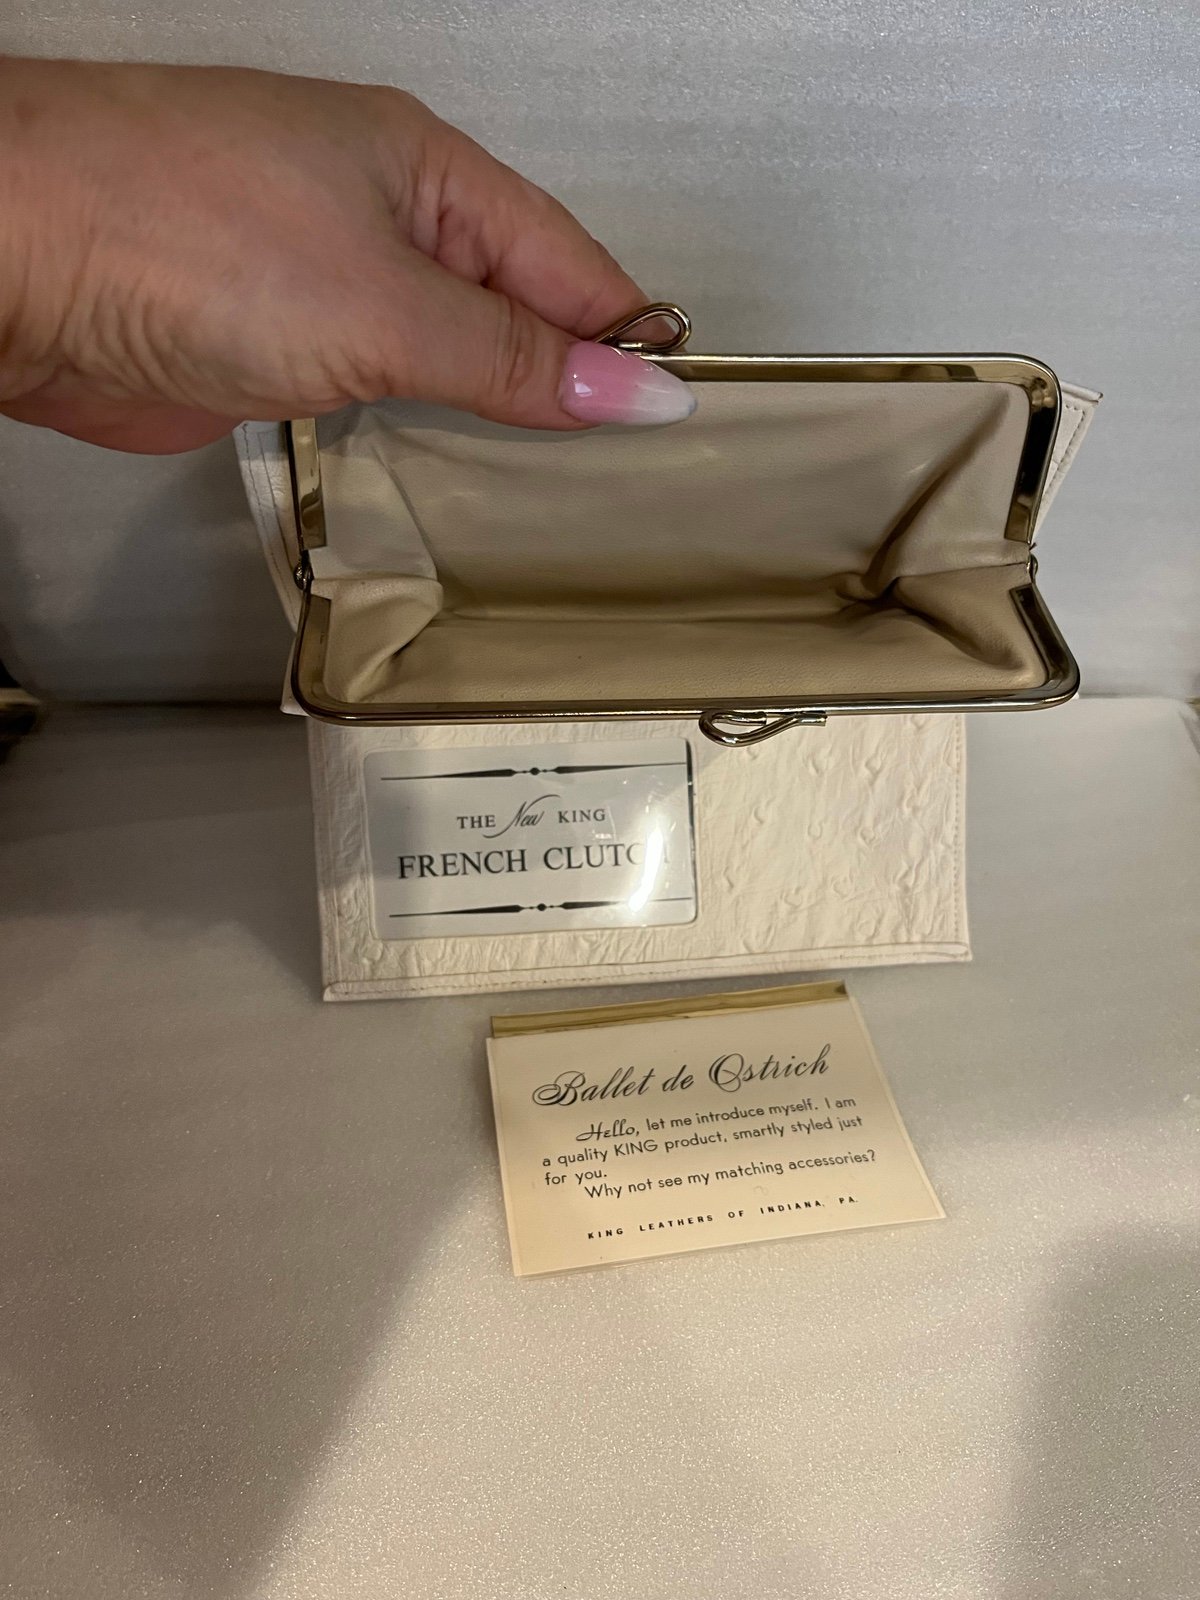 THE New KING
FRENCH CLUTCH
Ballet de Ostrich
Hello, let me introduce myself. I am
a quality KING product, smartly styled just
for you.
Why not see my matching accessories?
KING LEATHERS OF INDIANA, PA.